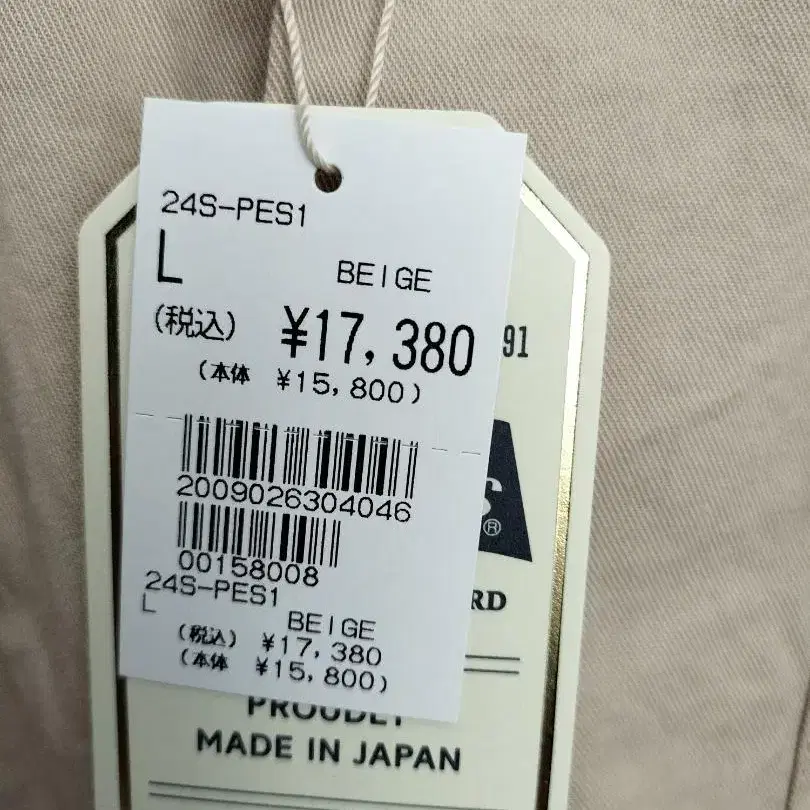 24S-PES1
L BEIGE
(税込) ¥17,380
(本体 ¥15,800)
2009026304046
00158008
24S-PES1
L BEIGE
(税込) ¥17,380
(本体 ¥15,800)
91
S®
RD
PROUDLY
MADE IN JAPAN